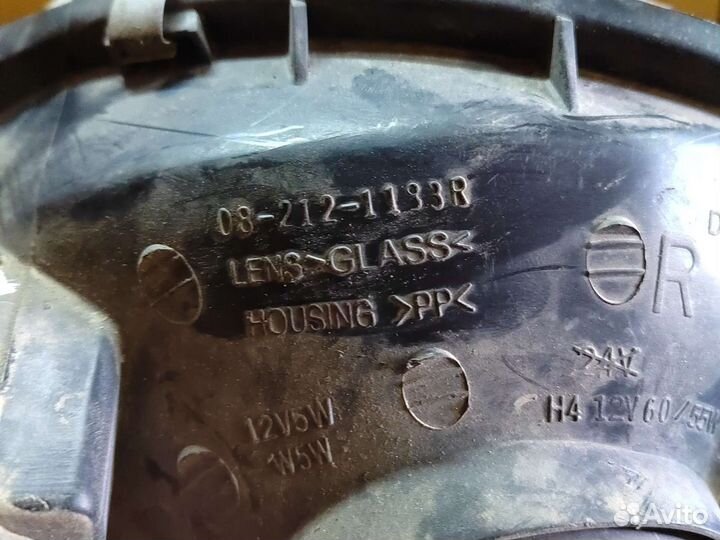 08-212-1133R
LENS >GLASS<
HOUSING >PP<
R
D
H4 12V60/55W
12V5W
W5W
Avito